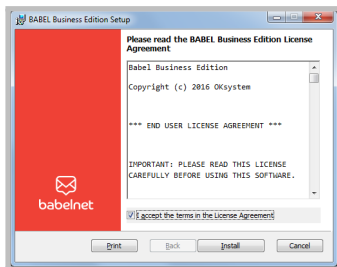 BABEL Business Edition Setup
Please read the BABEL Business Edition License
Agreement
Babel Business Edition
Copyright (c) 2016 OKsystem
*** END USER LICENSE AGREEMENT ***
IMPORTANT: PLEASE READ THIS LICENSE
CAREFULLY BEFORE USING THIS SOFTWARE.
babelnet
I accept the terms in the License Agreement
Print Back Install Cancel